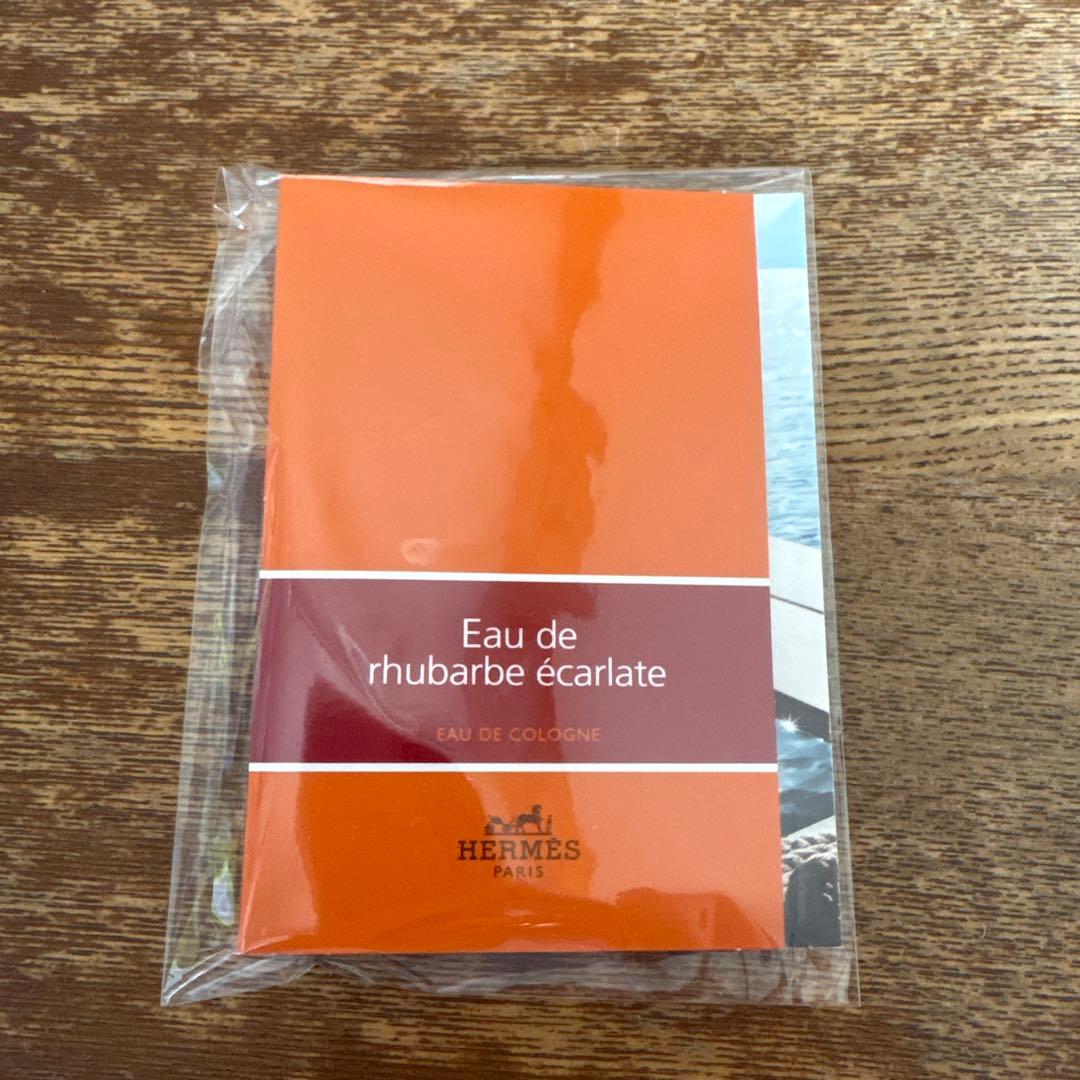 Eau de
rhubarbe écarlate
EAU DE COLOGNE
HERMÈS
PARIS